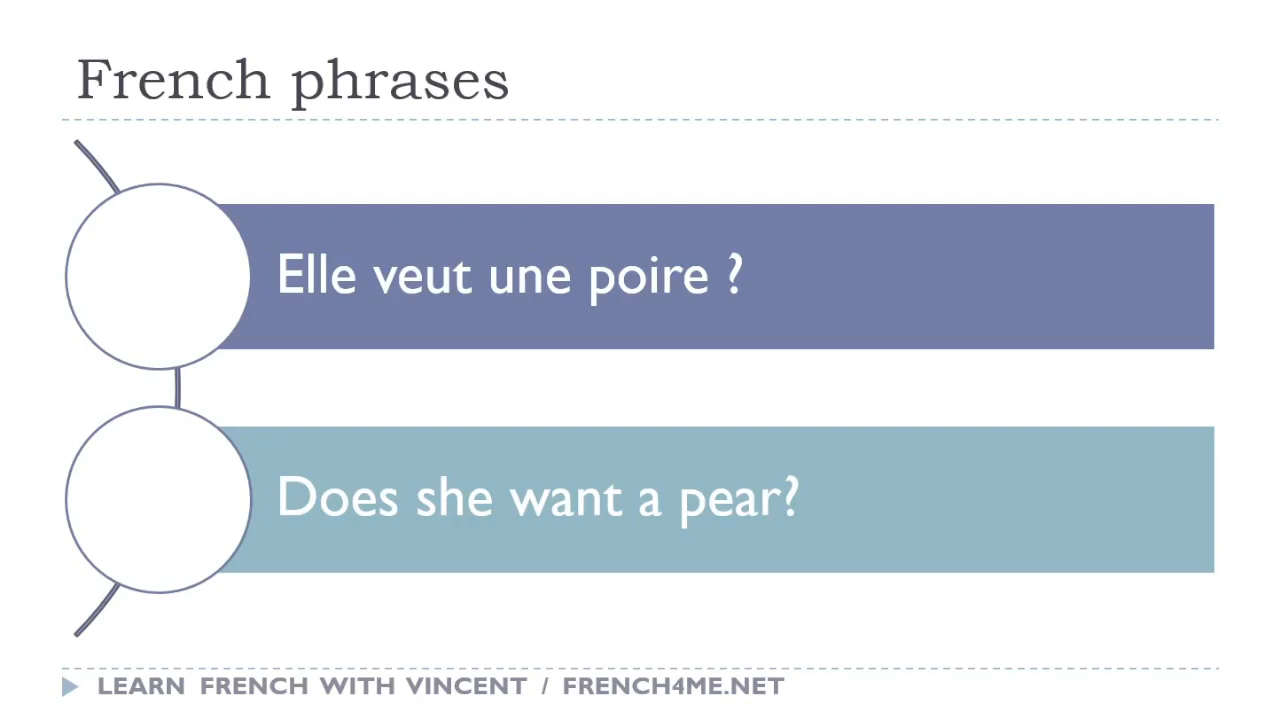 French phrases
Elle veut une poire ?
Does she want a pear?
LEARN FRENCH WITH VINCENT / FRENCH4ME.NET